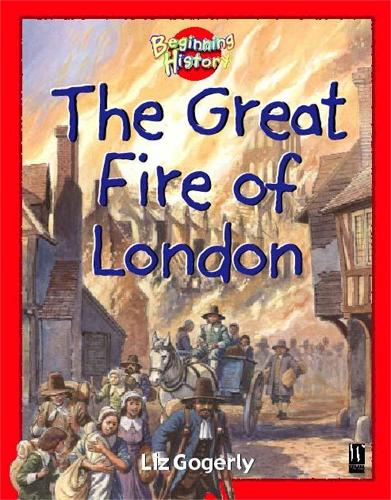 Beginning
History
The Great
Fire of
London
Liz Gogerly